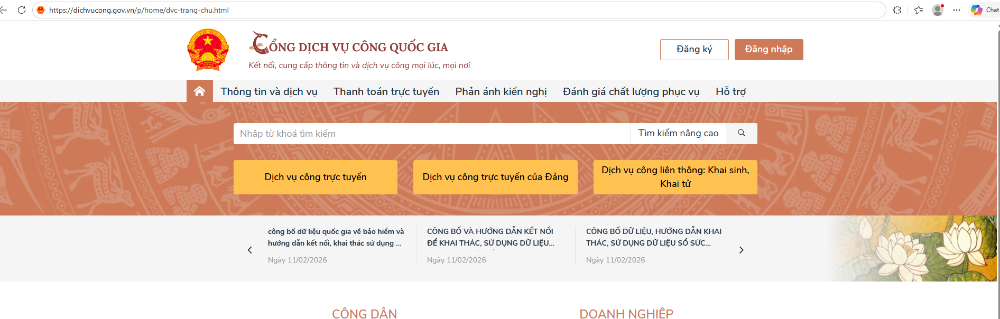 https://dichvucong.gov.vn/p/home/dvc-trang-chu.html
Chat
CỔNG DỊCH VỤ CÔNG QUỐC GIA
Kết nối, cung cấp thông tin và dịch vụ công mọi lúc, mọi nơi
Đăng ký
Đăng nhập
Thông tin và dịch vụ
Thanh toán trực tuyến
Phản ánh kiến nghị
Đánh giá chất lượng phục vụ
Hỗ trợ
Nhập từ khoá tìm kiếm
Tìm kiếm nâng cao
Dịch vụ công trực tuyến
Dịch vụ công trực tuyến của Đảng
Dịch vụ công liên thông: Khai sinh,
Khai tử
công bố dữ liệu quốc gia về bảo hiểm và
hướng dẫn kết nối, khai thác sử dụng ...
Ngày 11/02/2026
CÔNG BỐ VÀ HƯỚNG DẪN KẾT NỐI
ĐỂ KHAI THÁC, SỬ DỤNG DỮ LIỆU...
Ngày 11/02/2026
CÔNG BỐ DỮ LIỆU, HƯỚNG DẪN KHAI
THÁC, SỬ DỤNG DỮ LIỆU SỔ SỨC...
Ngày 11/02/2026
CÔNG DÂN
DOANH NGHIỆP